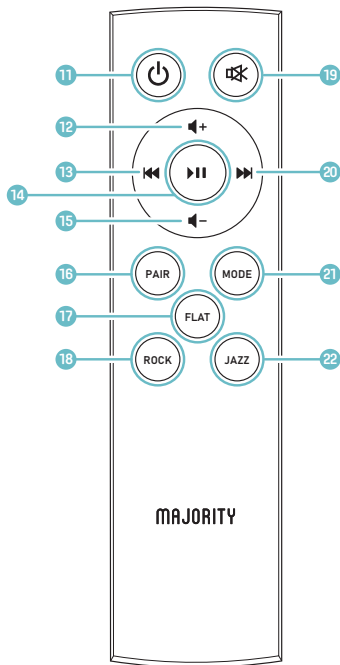 11
19
12
+
13
20
14
15
−
16
PAIR
MODE
21
17
FLAT
18
ROCK
JAZZ
22
MAJORITY